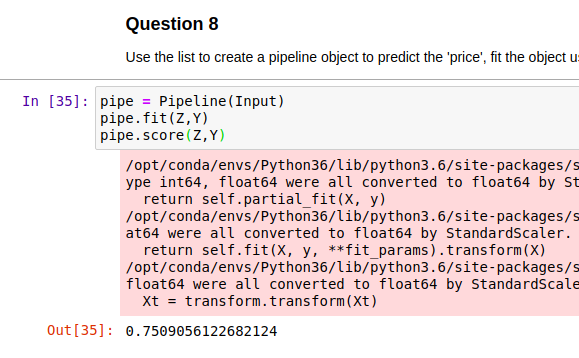 Question 8
Use the list to create a pipeline object to predict the 'price', fit the object
In [35]: pipe = Pipeline(Input)
pipe.fit(Z,Y)
pipe.score(Z,Y)
/opt/conda/envs/Python36/lib/python3.6/site-packages/s
ype int64, float64 were all converted to float64 by St
return self.partial_fit(X, y)
/opt/conda/envs/Python36/lib/python3.6/site-packages/s
at64 were all converted to float64 by StandardScaler.
return self.fit(X, y, **fit_params).transform(X)
/opt/conda/envs/Python36/lib/python3.6/site-packages/s
float64 were all converted to float64 by StandardScale
Xt = transform.transform(Xt)
Out[35]: 0.7509056122682124